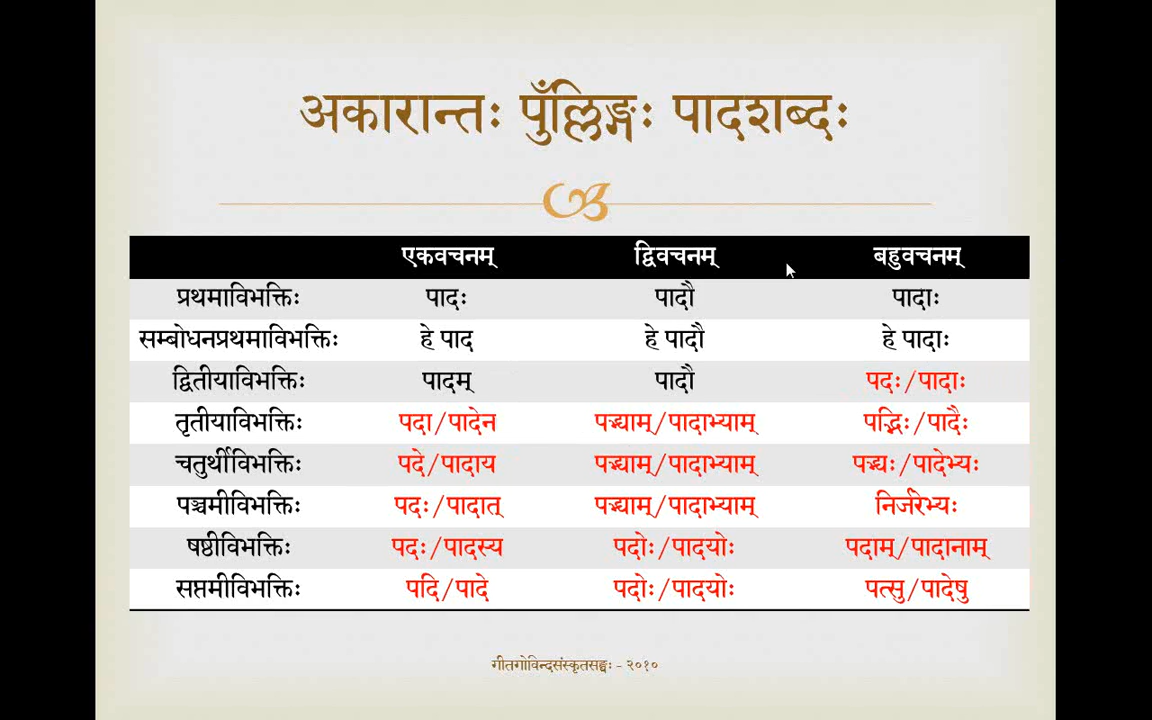 अकारान्तः पुँल्लिङ्गः पादशब्दः
एकवचनम् द्विवचनम् बहुवचनम्
प्रथमाविभक्तिः पादः पादौ पादाः
सम्बोधनप्रथमाविभक्तिः हे पाद हे पादौ हे पादाः
द्वितीयाविभक्तिः पादम् पादौ पदः/पादाः
तृतीयाविभक्तिः पदा/पादेन पद्भ्याम्/पादाभ्याम् पद्भिः/पादैः
चतुर्थीविभक्तिः पदे/पादाय पद्भ्याम्/पादाभ्याम् पद्भ्यः/पादेभ्यः
पञ्चमीविभक्तिः पदः/पादात् पद्भ्याम्/पादाभ्याम् निर्जरेभ्यः
षष्ठीविभक्तिः पदः/पादस्य पदोः/पादयोः पदाम्/पादानाम्
सप्तमीविभक्तिः पदि/पादे पदोः/पादयोः पत्सु/पादेषु
गीतगोविन्दसंस्कृतसङ्घः - २०१०